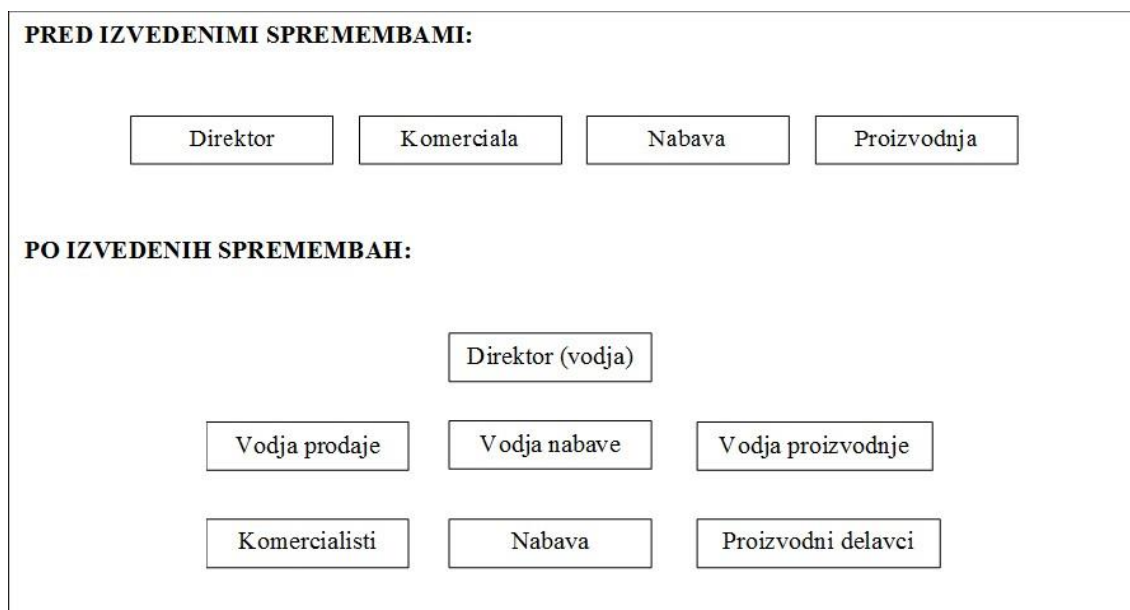 PRED IZVEDENIMI SPREMEMBAMI:
Direktor Komerciala Nabava Proizvodnja
PO IZVEDENIH SPREMEMBAH:
Direktor (vodja)
Vodja prodaje Vodja nabave Vodja proizvodnje
Komercialisti Nabava Proizvodni delavci